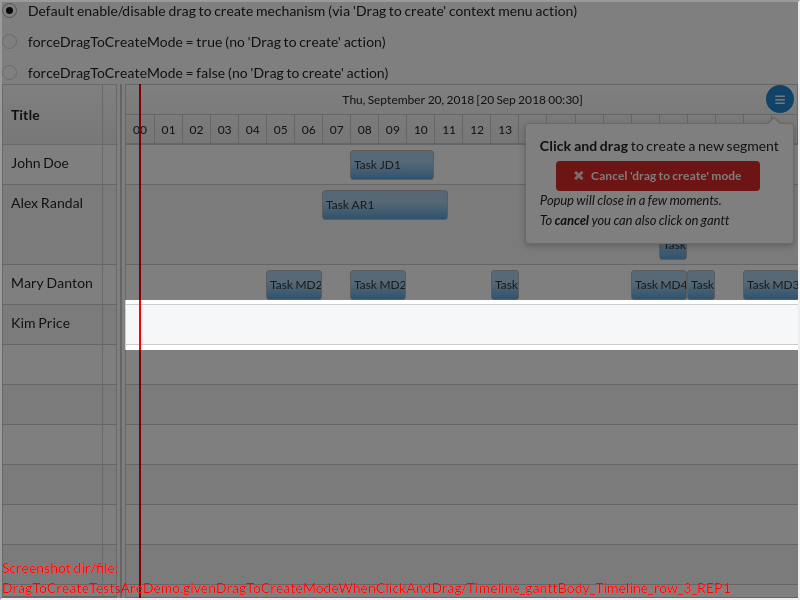 Default enable/disable drag to create mechanism (via 'Drag to create' context menu action)
forceDragToCreateMode = true (no 'Drag to create' action)
forceDragToCreateMode = false (no 'Drag to create' action)
Title
Thu, September 20, 2018 [20 Sep 2018 00:30]
00 01 02 03 04 05 06 07 08 09 10 11 12 13
Click and drag to create a new segment
✖ Cancel 'drag to create' mode
Popup will close in a few moments.
To cancel you can also click on gantt
John Doe
Task JD1
Alex Randal
Task AR1
Task
Mary Danton
Task MD2 Task MD2 Task Task MD4 Task Task MD3
Kim Price
Screenshot dir/file:
DragToCreateTestsAreDemo.givenDragToCreateModeWhenClickAndDrag/Timeline_ganttBody_Timeline_row_3_REP1